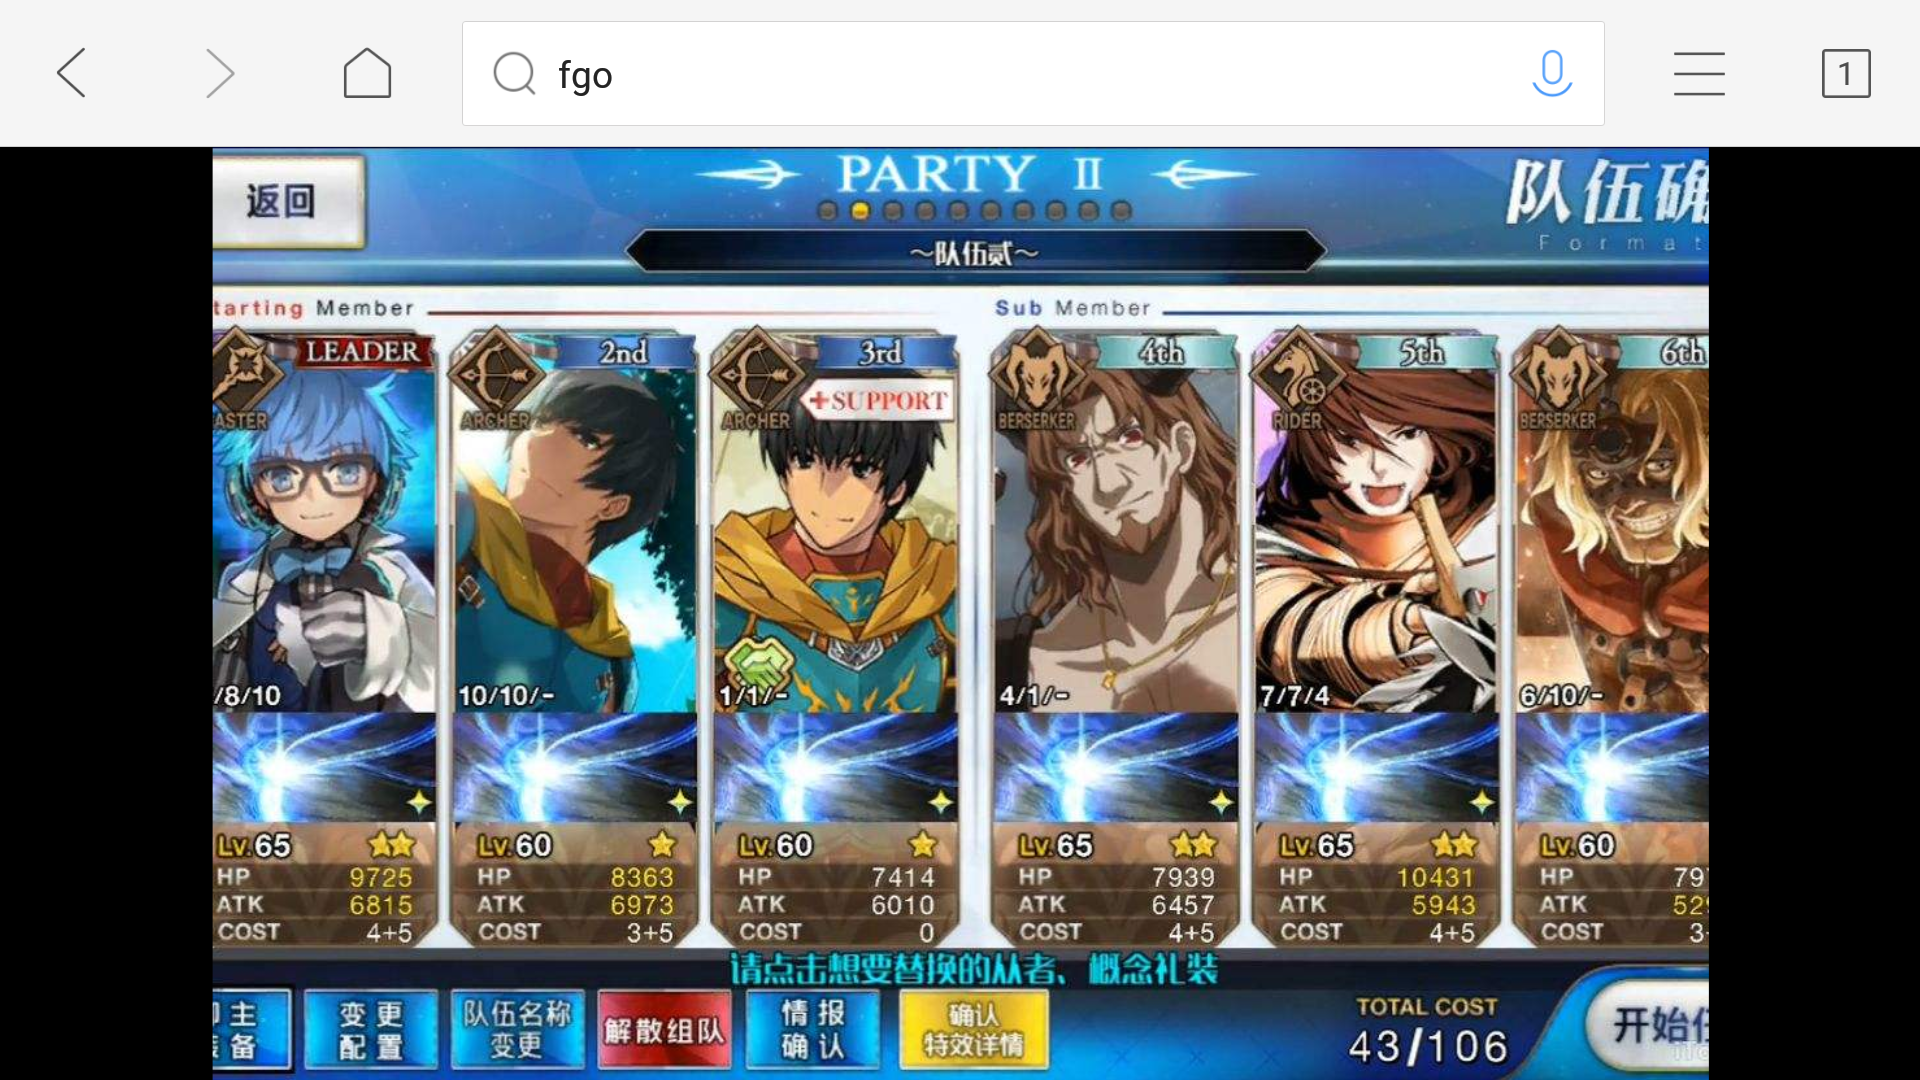 fgo
1
返回
PARTY II
队伍确
Format
~队伍贰~
tarting Member
Sub Member
LEADER
2nd
3rd
4th
5th
6th
+SUPPORT
ASTER
ARCHER
ARCHER
BERSERKER
RIDER
BERSERKER
/8/10
10/10/-
1/1/-
4/1/-
7/7/4
6/10/-
Lv.65
Lv.60
Lv.60
Lv.65
Lv.65
Lv.60
HP 9725
HP 8363
HP 7414
HP 7939
HP 10431
HP 79
ATK 6815
ATK 6973
ATK 6010
ATK 6457
ATK 5943
ATK 52
COST 4+5
COST 3+5
COST 0
COST 4+5
COST 4+5
COST 3
请点击想要替换的从者、概念礼装
主
备
变更
配置
队伍名称
变更
解散组队
情报
确认
确认
特效详情
TOTAL COST
43/106
开始